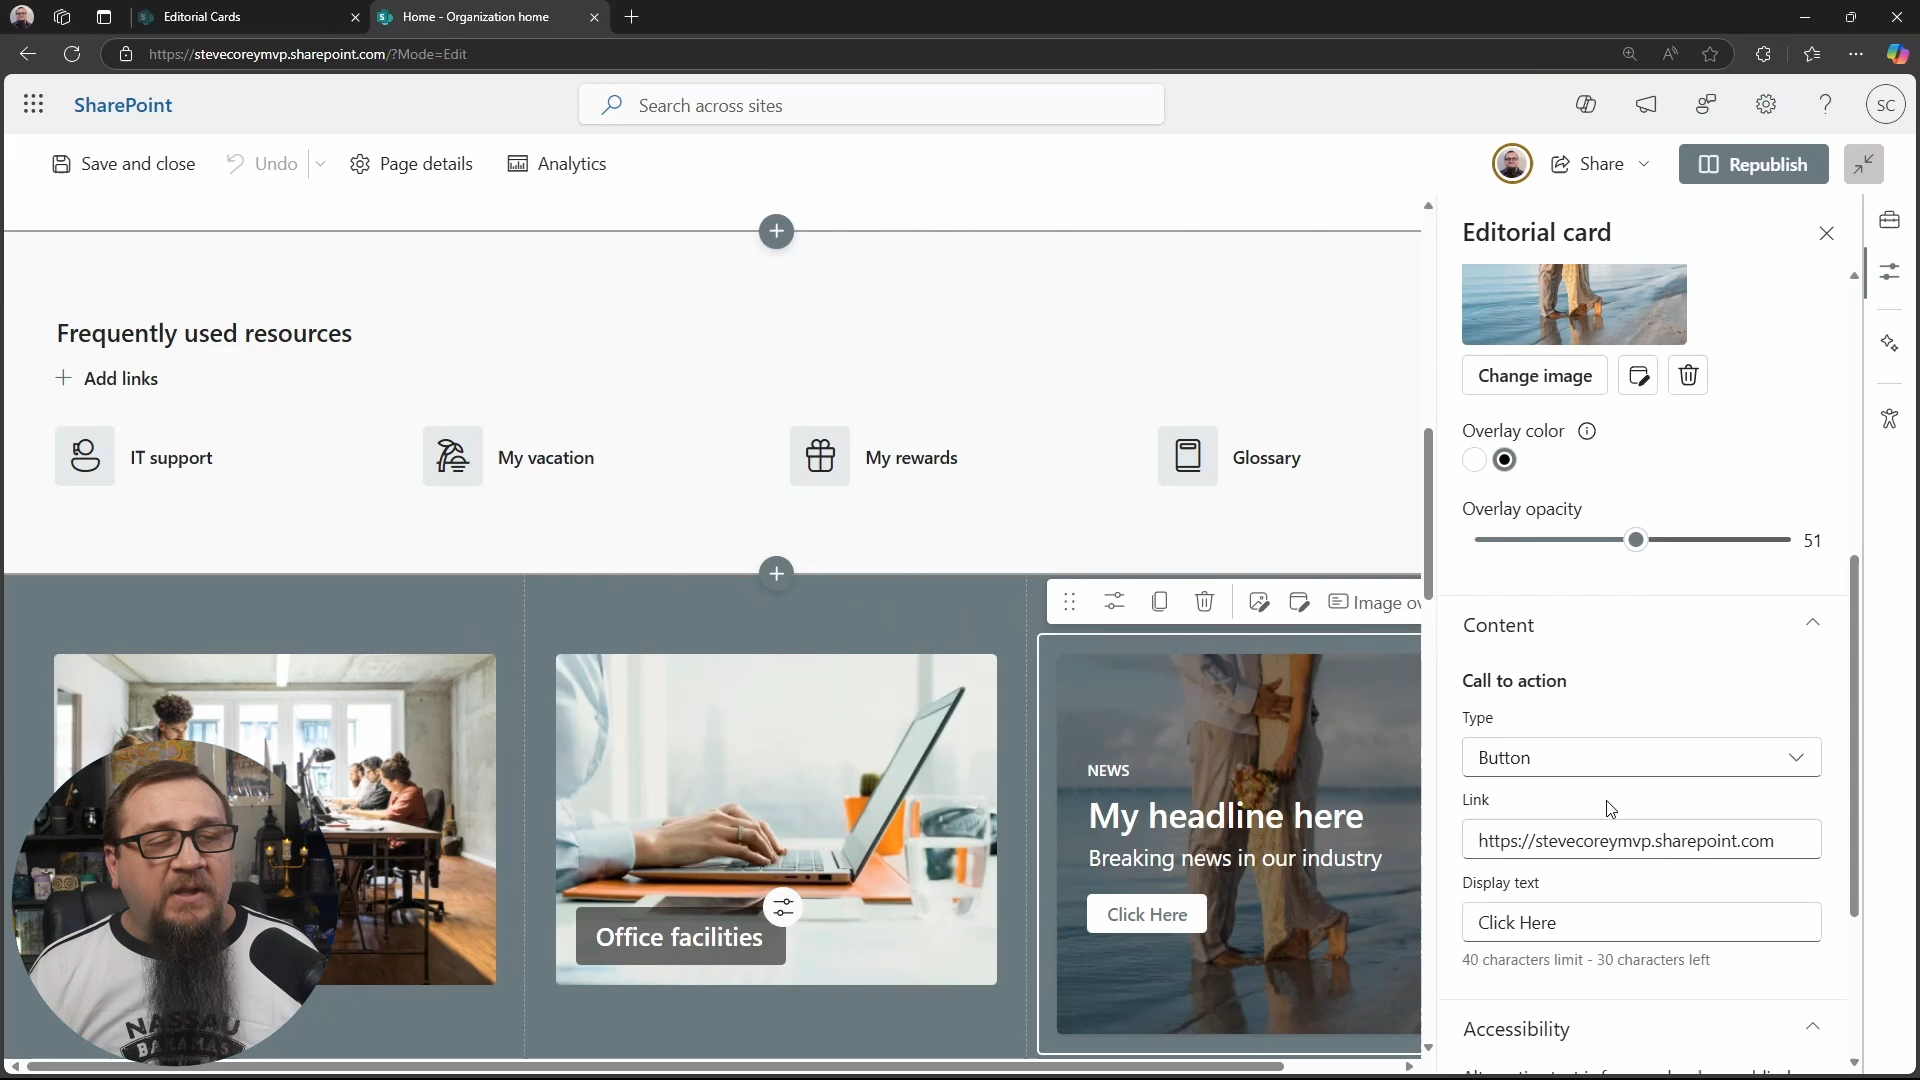 Editorial Cards
Home - Organization home
https://stevecoreymvp.sharepoint.com/?Mode=Edit
SharePoint
Search across sites
SC
Save and close
Undo
Page details
Analytics
Share
Republish
Editorial card
Frequently used resources
Add links
IT support
My vacation
My rewards
Glossary
Change image
Overlay color
Overlay opacity
51
Image ov
Content
Call to action
Type
Button
Link
https://stevecoreymvp.sharepoint.com
Display text
Click Here
40 characters limit - 30 characters left
Accessibility
Office facilities
NEWS
My headline here
Breaking news in our industry
Click Here
NASSAU
BAHAMAS